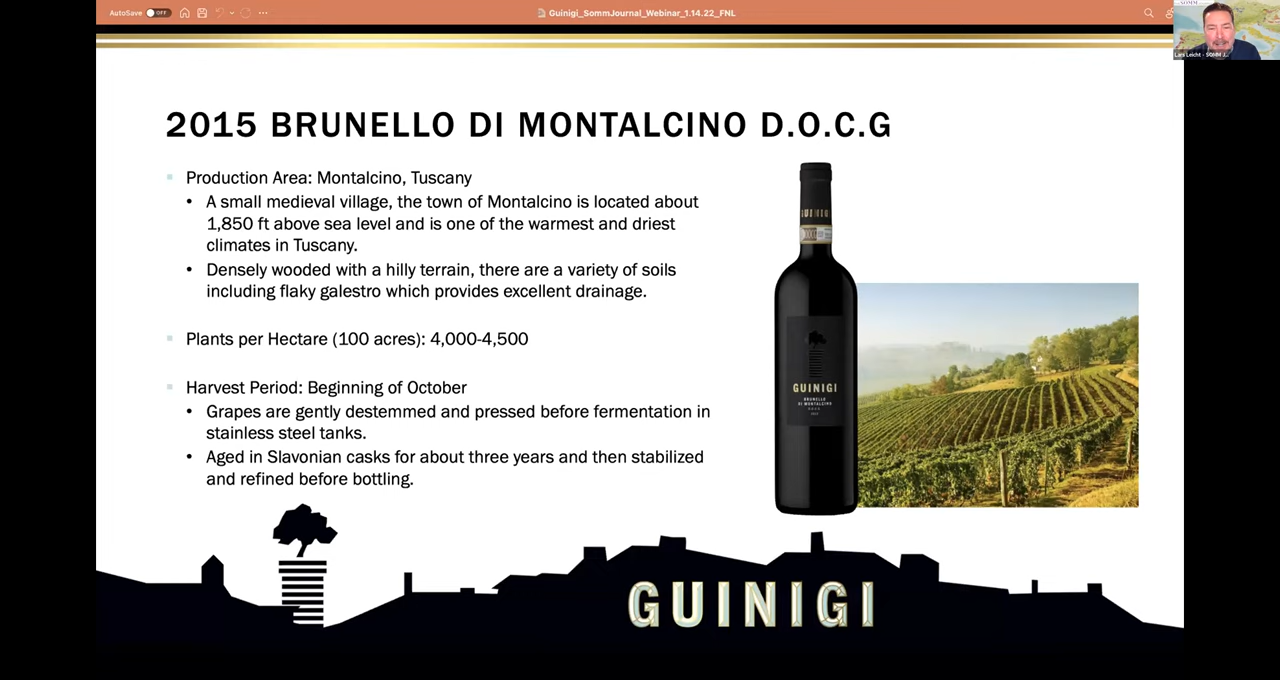 AutoSave OFF
Guinigi_SommJournal_Webinar_1.14.22_FNL
SOMM
Lars Leicht - SOMM J...
2015 BRUNELLO DI MONTALCINO D.O.C.G
Production Area: Montalcino, Tuscany
• A small medieval village, the town of Montalcino is located about
1,850 ft above sea level and is one of the warmest and driest
climates in Tuscany.
• Densely wooded with a hilly terrain, there are a variety of soils
including flaky galestro which provides excellent drainage.
Plants per Hectare (100 acres): 4,000-4,500
Harvest Period: Beginning of October
• Grapes are gently destemmed and pressed before fermentation in
stainless steel tanks.
• Aged in Slavonian casks for about three years and then stabilized
and refined before bottling.
GUINIGI
GUINIGI
BRUNELLO
DI MONTALCINO
GUINIGI